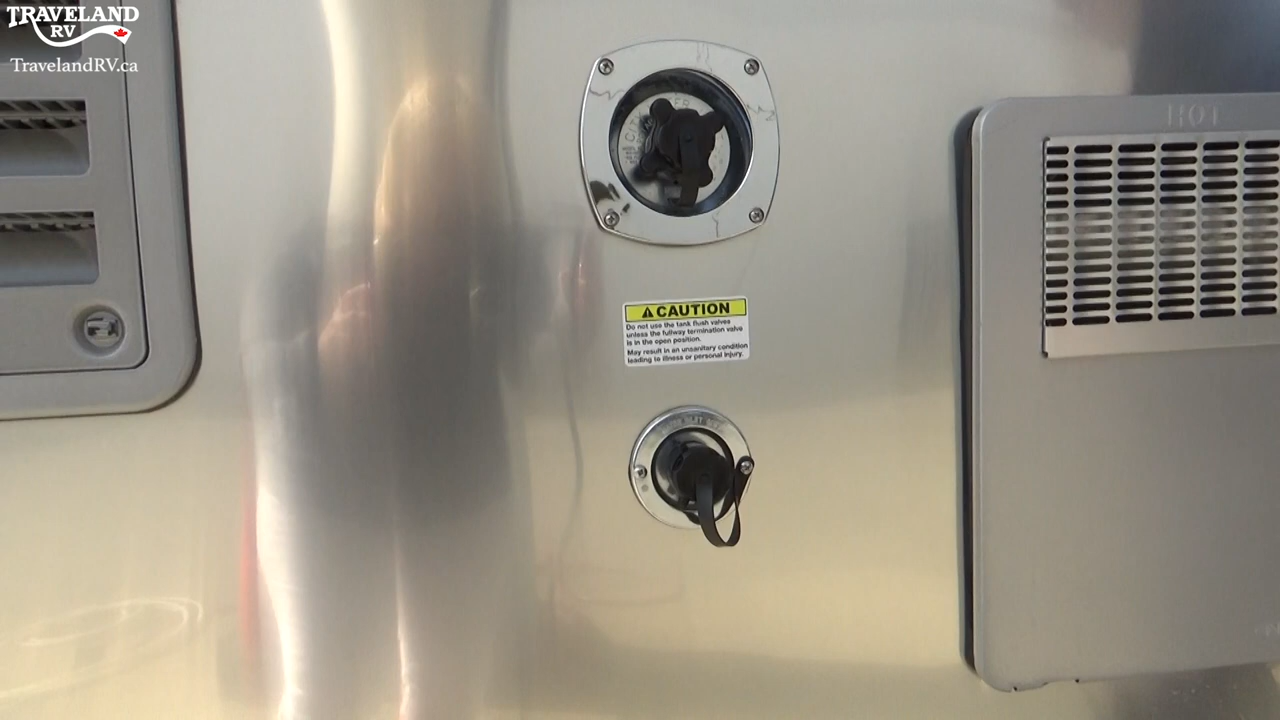 TRAVELAND
RV
TravelandRV.ca
HOT
CAUTION
Do not use the tank flush valves
unless the fullway termination valve
is in the open position.
May result in an unsanitary condition
leading to illness or personal injury.